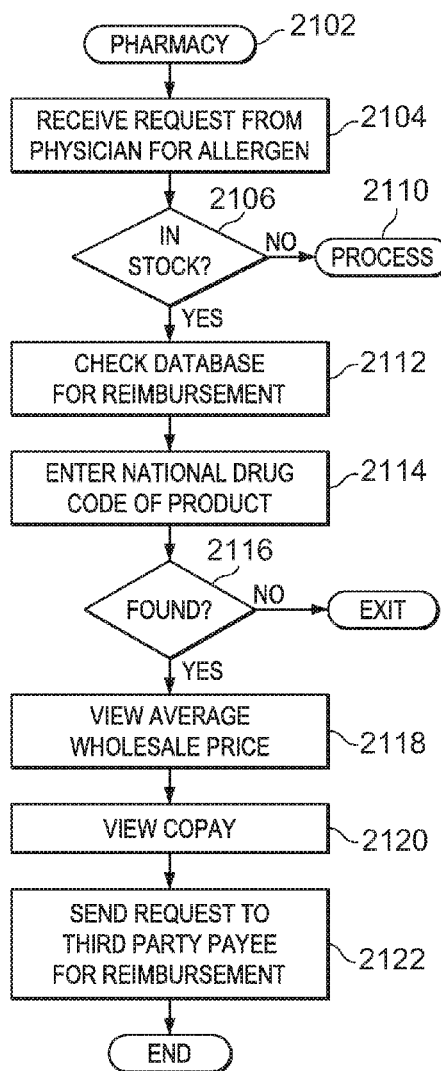 PHARMACY
2102
RECEIVE REQUEST FROM
PHYSICIAN FOR ALLERGEN
2104
2106
IN
STOCK?
NO
2110
PROCESS
YES
CHECK DATABASE
FOR REIMBURSEMENT
2112
ENTER NATIONAL DRUG
CODE OF PRODUCT
2114
2116
FOUND?
NO
EXIT
YES
VIEW AVERAGE
WHOLESALE PRICE
2118
VIEW COPAY
2120
SEND REQUEST TO
THIRD PARTY PAYEE
FOR REIMBURSEMENT
2122
END